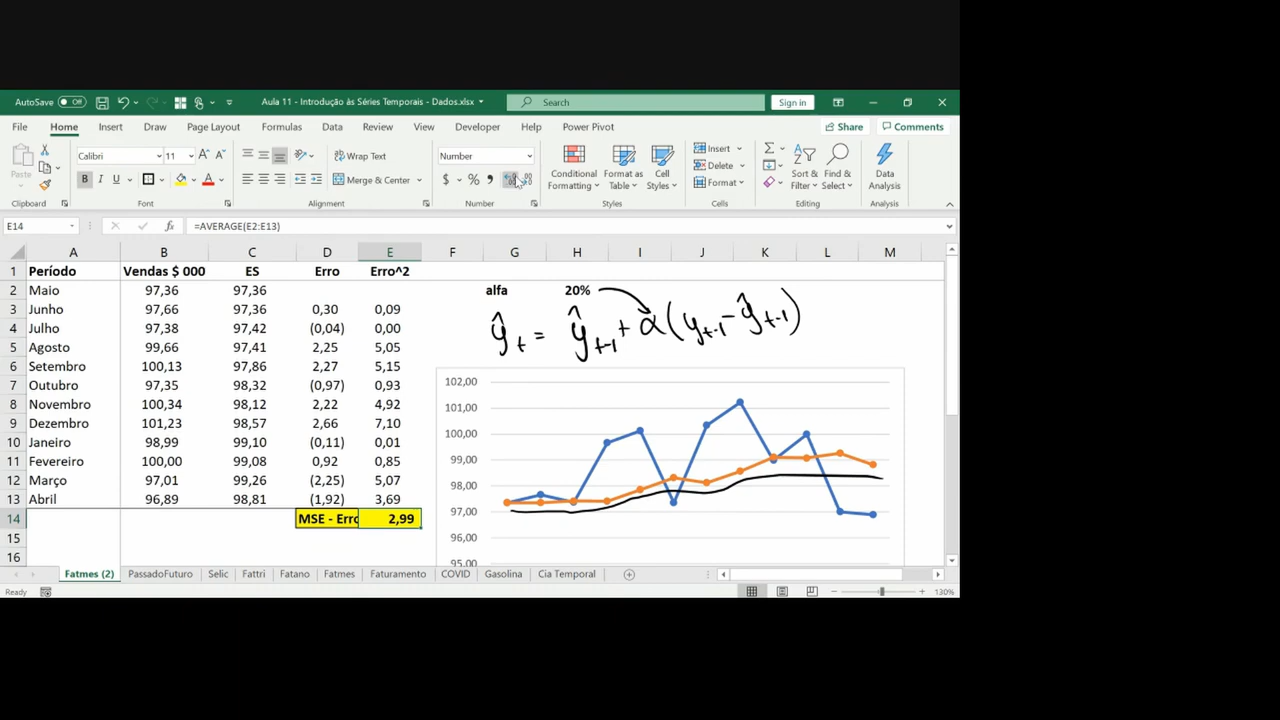 AutoSave Off Aula 11 - Introdução às Séries Temporais - Dados.xlsx Search Sign in
File Home Insert Draw Page Layout Formulas Data Review View Developer Help Power Pivot Share Comments
Paste Calibri 11 Wrap Text Number Conditional Formatting Format as Table Cell Styles Insert Σ Sort & Filter Find & Select Data Analysis
B I U Merge & Center $ % Delete
Format
Clipboard Font Alignment Number Styles Cells Editing Analysis
E14 fx =AVERAGE(E2:E13)
A B C D E F G H I J K L M
1 Período Vendas $ 000 ES Erro Erro^2
2 Maio 97,36 97,36 alfa 20%
3 Junho 97,66 97,36 0,30 0,09
ŷt = ŷt-1 + α(yt-1 - ŷt-1)
4 Julho 97,38 97,42 (0,04) 0,00
5 Agosto 99,66 97,41 2,25 5,05
6 Setembro 100,13 97,86 2,27 5,15
7 Outubro 97,35 98,32 (0,97) 0,93
8 Novembro 100,34 98,12 2,22 4,92
9 Dezembro 101,23 98,57 2,66 7,10
10 Janeiro 98,99 99,10 (0,11) 0,01
11 Fevereiro 100,00 99,08 0,92 0,85
12 Março 97,01 99,26 (2,25) 5,07
13 Abril 96,89 98,81 (1,92) 3,69
14 MSE - Erro 2,99
15
16
102,00
101,00
100,00
99,00
98,00
97,00
96,00
95,00
Fatmes (2) PassadoFuturo Selic Fattri Fatano Fatmes Faturamento COVID Gasolina Cia Temporal
Ready 130%